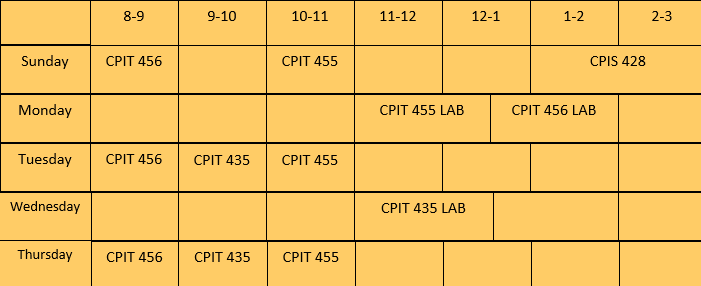 8-9 9-10 10-11 11-12 12-1 1-2 2-3
Sunday CPIT 456 CPIT 455 CPIS 428
Monday CPIT 455 LAB CPIT 456 LAB
Tuesday CPIT 456 CPIT 435 CPIT 455
Wednesday CPIT 435 LAB
Thursday CPIT 456 CPIT 435 CPIT 455